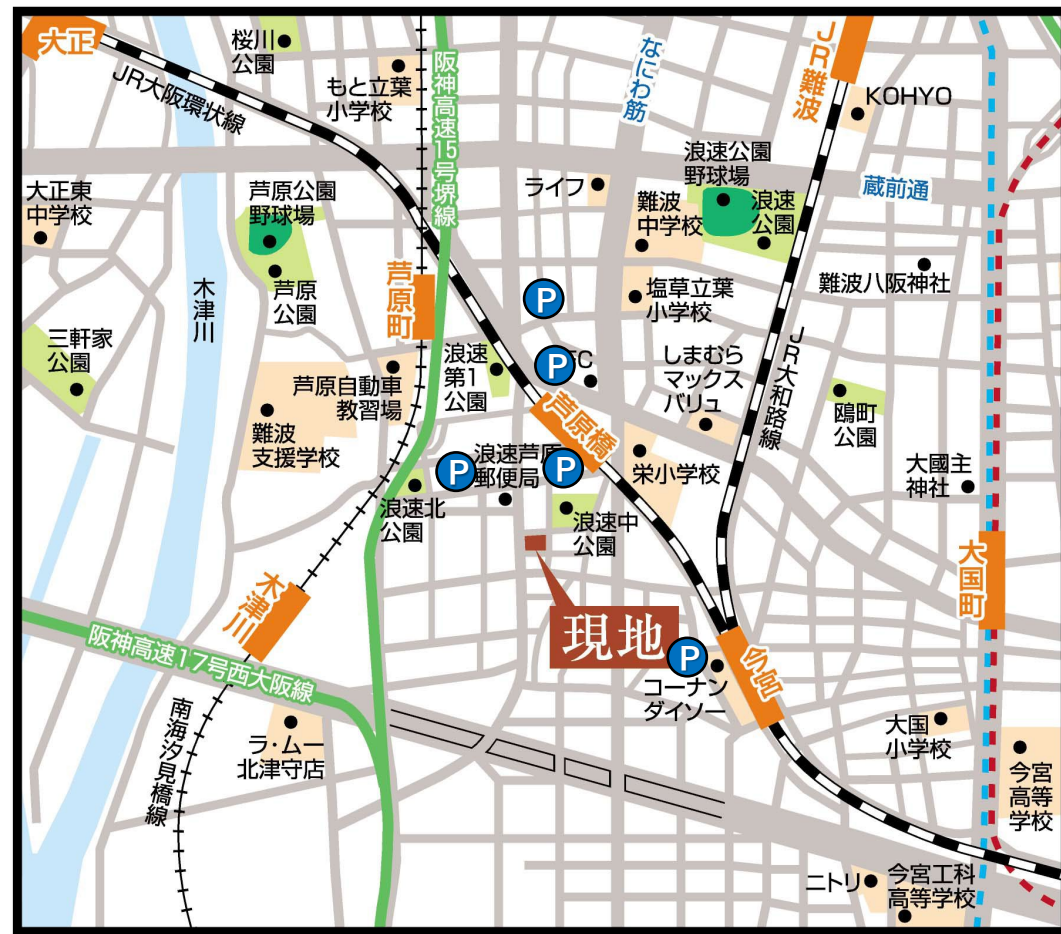 大正
桜川
公園
JR大阪環状線
もと立葉
小学校
阪神高速15号堺線
なにわ筋
JR難波
KOHYO
大正東
中学校
芦原公園
野球場
ライフ
難波
中学校
浪速公園
野球場
浪速
公園
蔵前通
芦原
公園
芦原町
木津川
P
塩草立葉
小学校
難波八阪神社
三軒家
公園
芦原自動車
教習場
浪速
第1
公園
P
C
しまむら
マックス
バリュ
JR大和路線
鴎町
公園
難波
支援学校
芦原橋
P
浪速芦原
郵便局
P
栄小学校
大國主
神社
浪速北
公園
浪速中
公園
大国町
木津川
現地
P
コーナン
ダイソー
今宮
阪神高速17号西大阪線
南海汐見橋線
ラ・ムー
北津守店
大国
小学校
今宮
高等
学校
ニトリ
今宮工科
高等学校